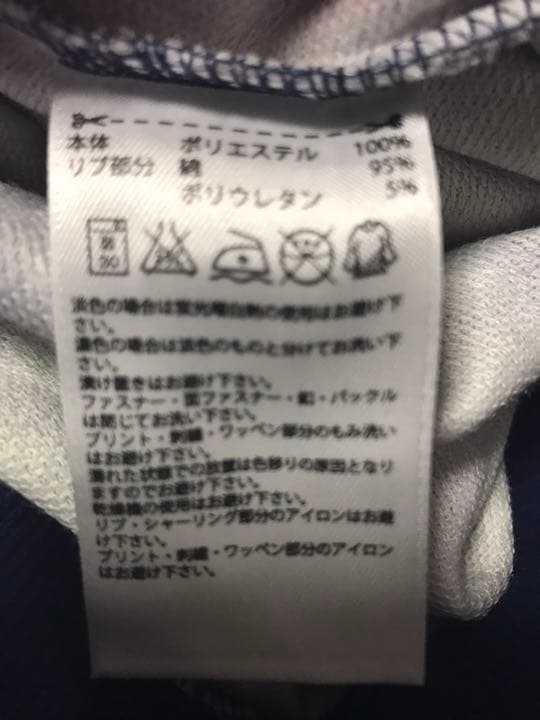 本体 ポリエステル 100%
リブ部分 綿 95%
ポリウレタン 5%
淡色の場合は蛍光増白剤の使用はお避け下
さい。
濃色の場合は淡色のものと分けてお洗い下
さい。
漬け置きはお避け下さい。
ファスナー・面ファスナー・釦・バックル
は閉じてお洗い下さい。
プリント・刺繍・ワッペン部分のもみ洗い
はお避け下さい。
濡れた状態での放置は色移りの原因となり
ますのでお避け下さい。
乾燥機の使用はお避け下さい。
リブ・シャーリング部分のアイロンはお避
け下さい。
プリント・刺繍・ワッペン部分のアイロン
はお避け下さい。